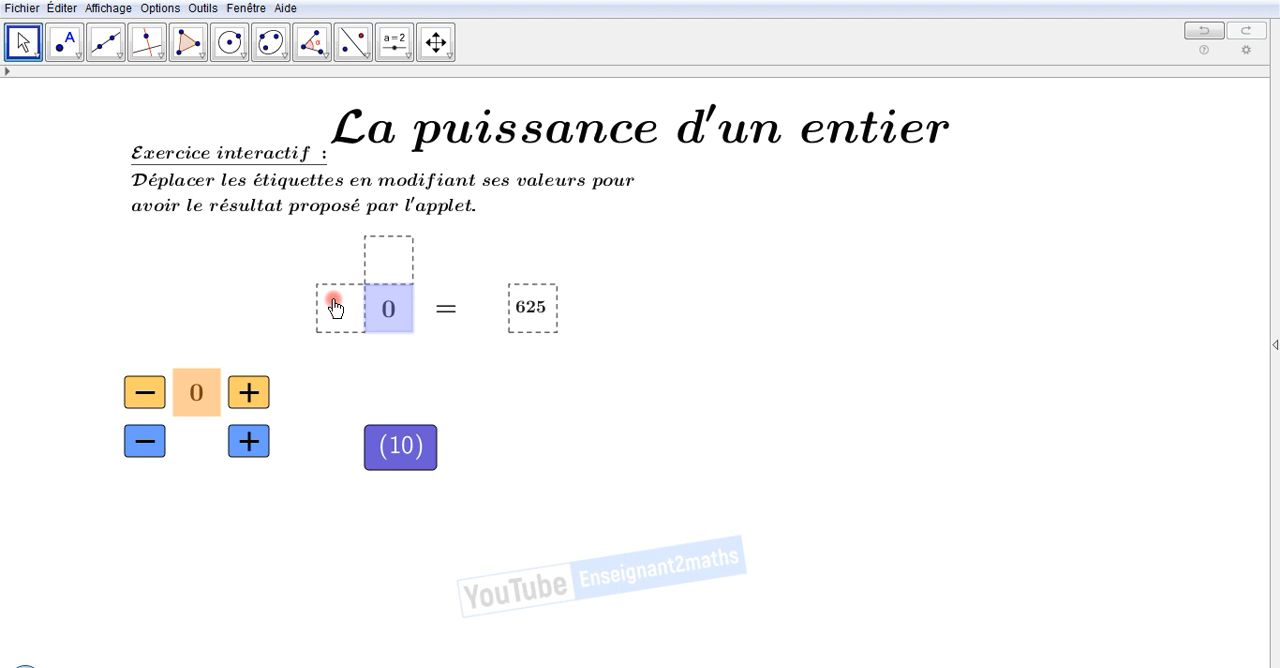 Fichier Éditer Affichage Options Outils Fenêtre Aide
A α a=2
La puissance d'un entier
Exercice interactif :
Déplacer les étiquettes en modifiant ses valeurs pour
avoir le résultat proposé par l'applet.
0 = 625
− 0 +
− +
(10)
YouTube Enseignant2maths